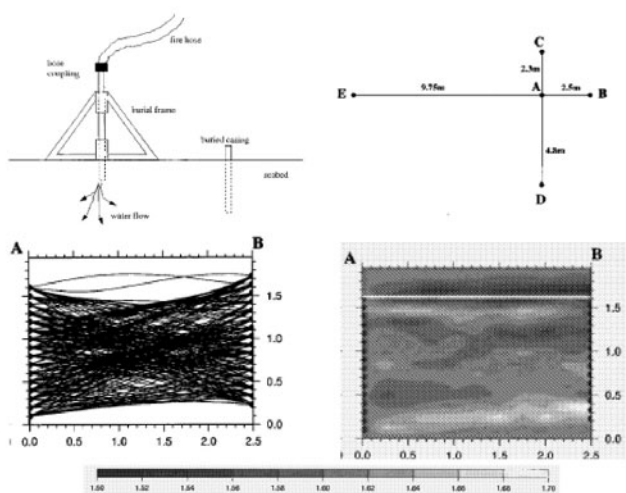 fire hose
hose
coupling
burial frame
buried casing
seabed
water flow
C
2.3m
E
9.75m
A
2.5m
B
4.8m
D
A
B
1.5
1.0
0.5
0.0
0.0
0.5
1.0
1.5
2.0
2.5
A
B
1.5
1.0
0.5
0.0
0.0
0.5
1.0
1.5
2.0
2.5
1.50
1.52
1.54
1.56
1.58
1.60
1.62
1.64
1.66
1.68
1.70